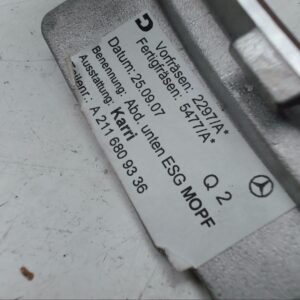 Vorfräsen: 2297/A*
Fertigfräsen: 5477/A*
Datum: 25.09.07
Benennung: Abd. unten ESG MOPF
Ausstattung: Karri
Teilenr.: A 211 680 93 36
Q 2